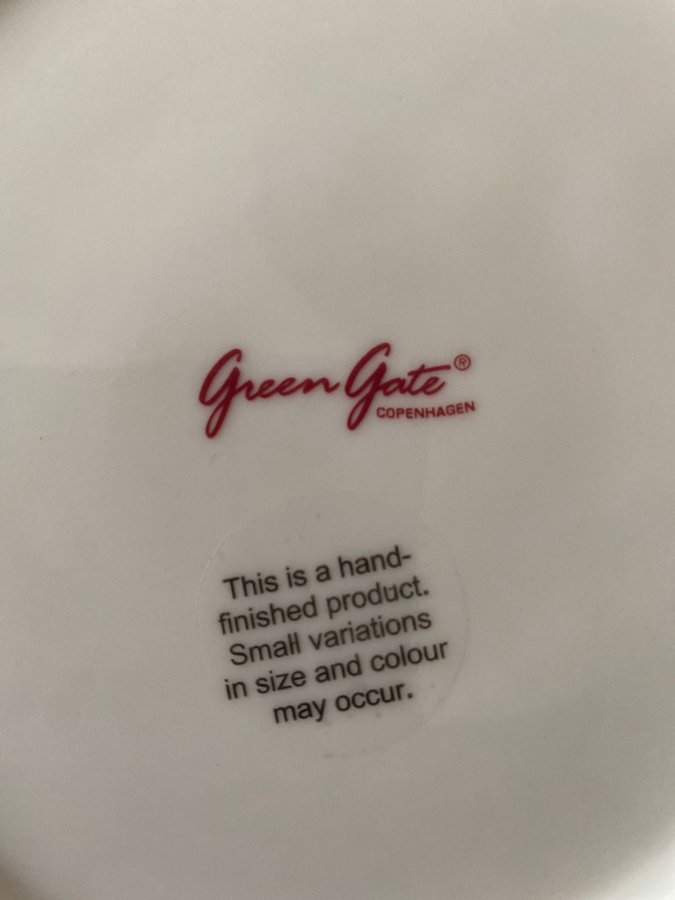 Green Gate®
COPENHAGEN
This is a hand-
finished product.
Small variations
in size and colour
may occur.